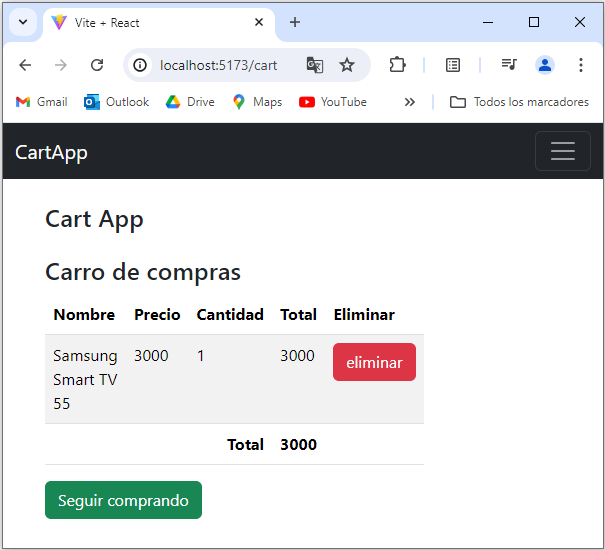 Vite + React
localhost:5173/cart
Gmail Outlook Drive Maps YouTube Todos los marcadores
CartApp
Cart App
Carro de compras
Nombre Precio Cantidad Total Eliminar
Samsung 3000 1 3000 eliminar
Smart TV
55
Total 3000
Seguir comprando